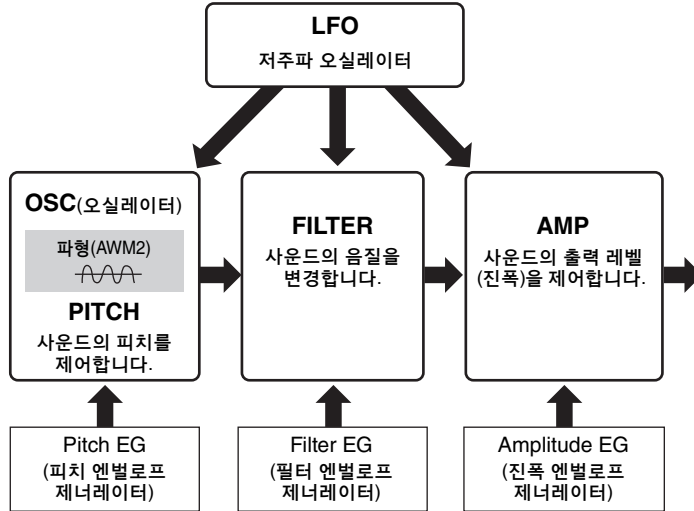 LFO
저주파 오실레이터
OSC(오실레이터)
파형(AWM2)
PITCH
사운드의 피치를
제어합니다.
FILTER
사운드의 음질을
변경합니다.
AMP
사운드의 출력 레벨
(진폭)을 제어합니다.
Pitch EG
(피치 엔벌로프
제너레이터)
Filter EG
(필터 엔벌로프
제너레이터)
Amplitude EG
(진폭 엔벌로프
제너레이터)